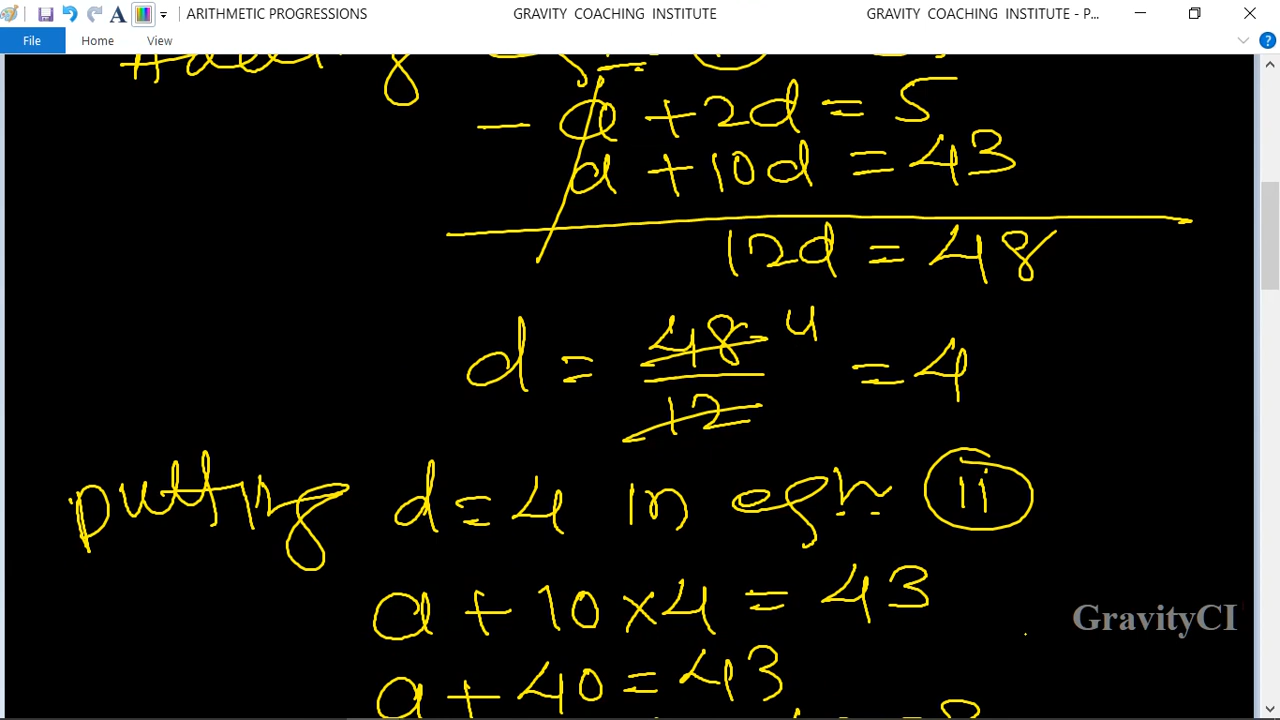 ARITHMETIC PROGRESSIONS GRAVITY COACHING INSTITUTE GRAVITY COACHING INSTITUTE - P...
File Home View
- a + 2d = 5
a + 10d = 43
12d = 48
d = 48/12 4 = 4
putting d = 4 in eqn (ii)
a + 10 × 4 = 43
GravityCI
a + 40 = 43